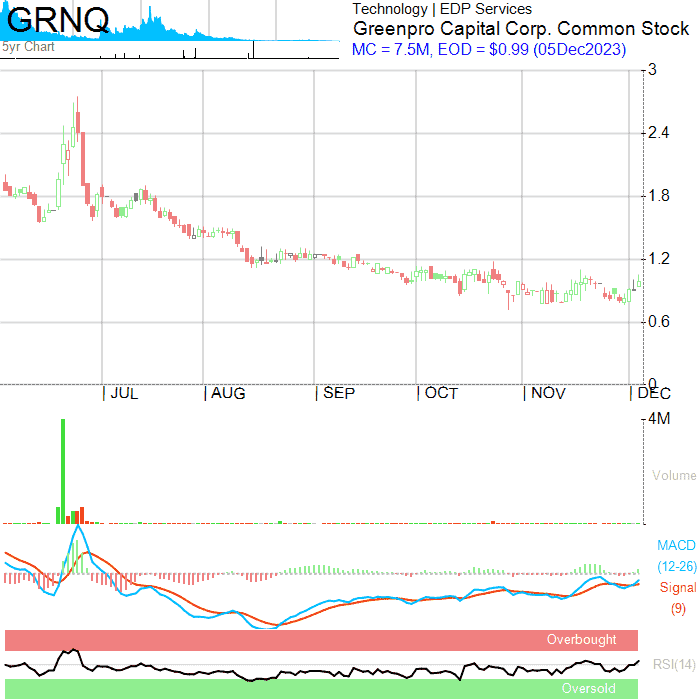 GRNQ
5yr Chart
Technology | EDP Services
Greenpro Capital Corp. Common Stock
MC = 7.5M, EOD = $0.99 (05Dec2023)
3
2.4
1.8
1.2
0.6
0
| JUL | AUG | SEP | OCT | NOV | DEC
4M
Volume
MACD
(12-26)
Signal
(9)
Overbought
RSI(14)
Oversold